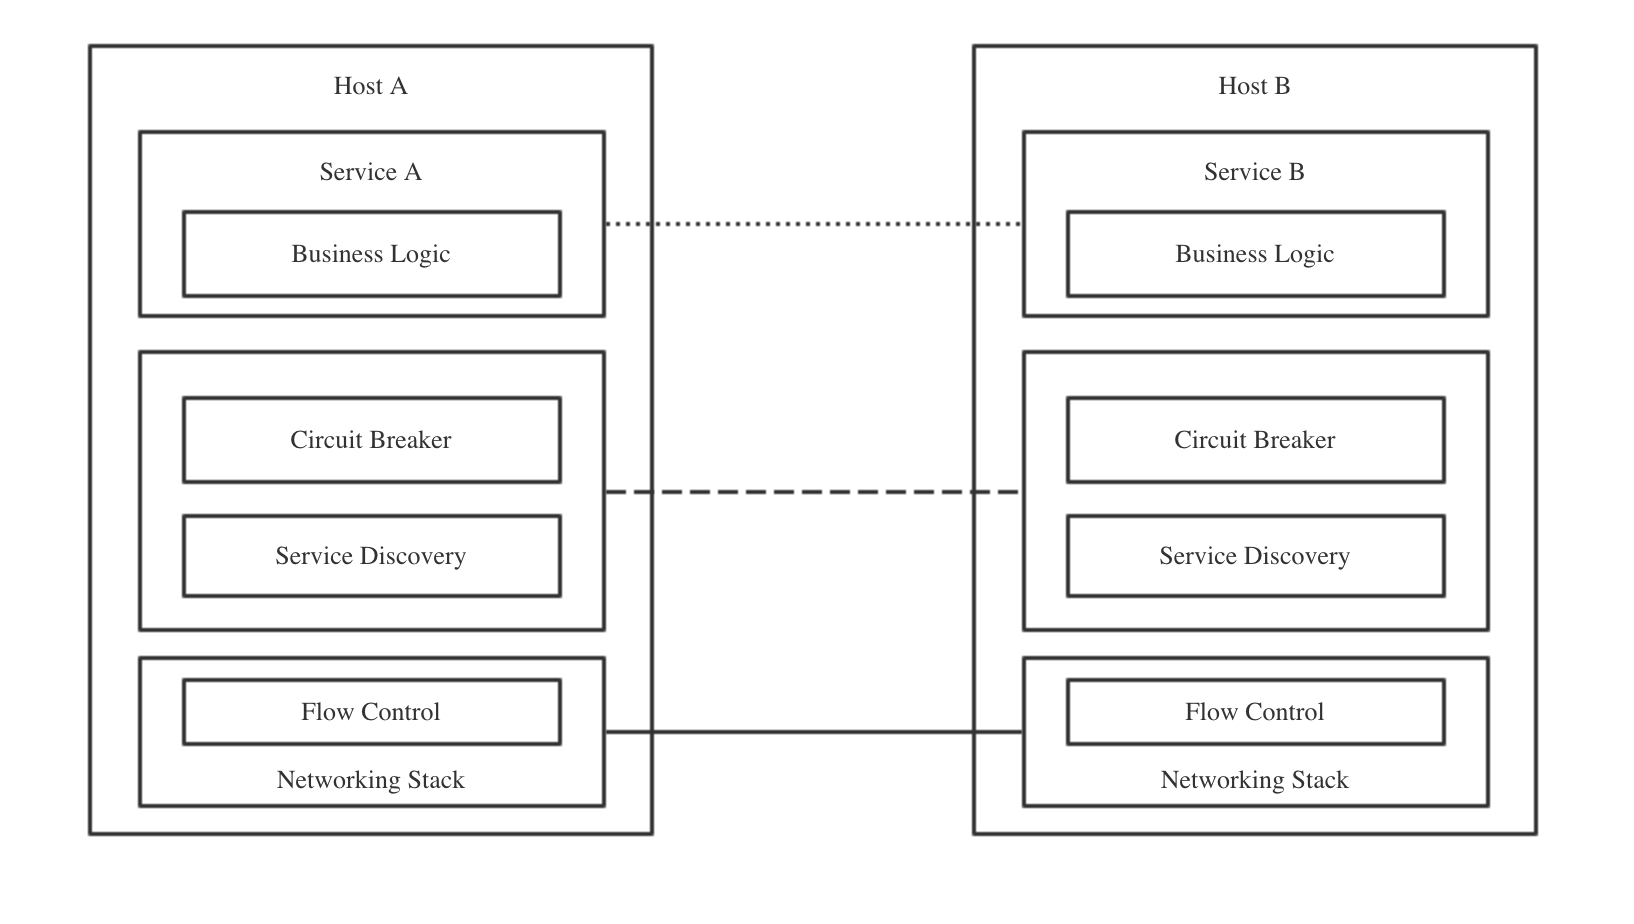 Host A
Service A
Business Logic
Circuit Breaker
Service Discovery
Flow Control
Networking Stack
Host B
Service B
Business Logic
Circuit Breaker
Service Discovery
Flow Control
Networking Stack